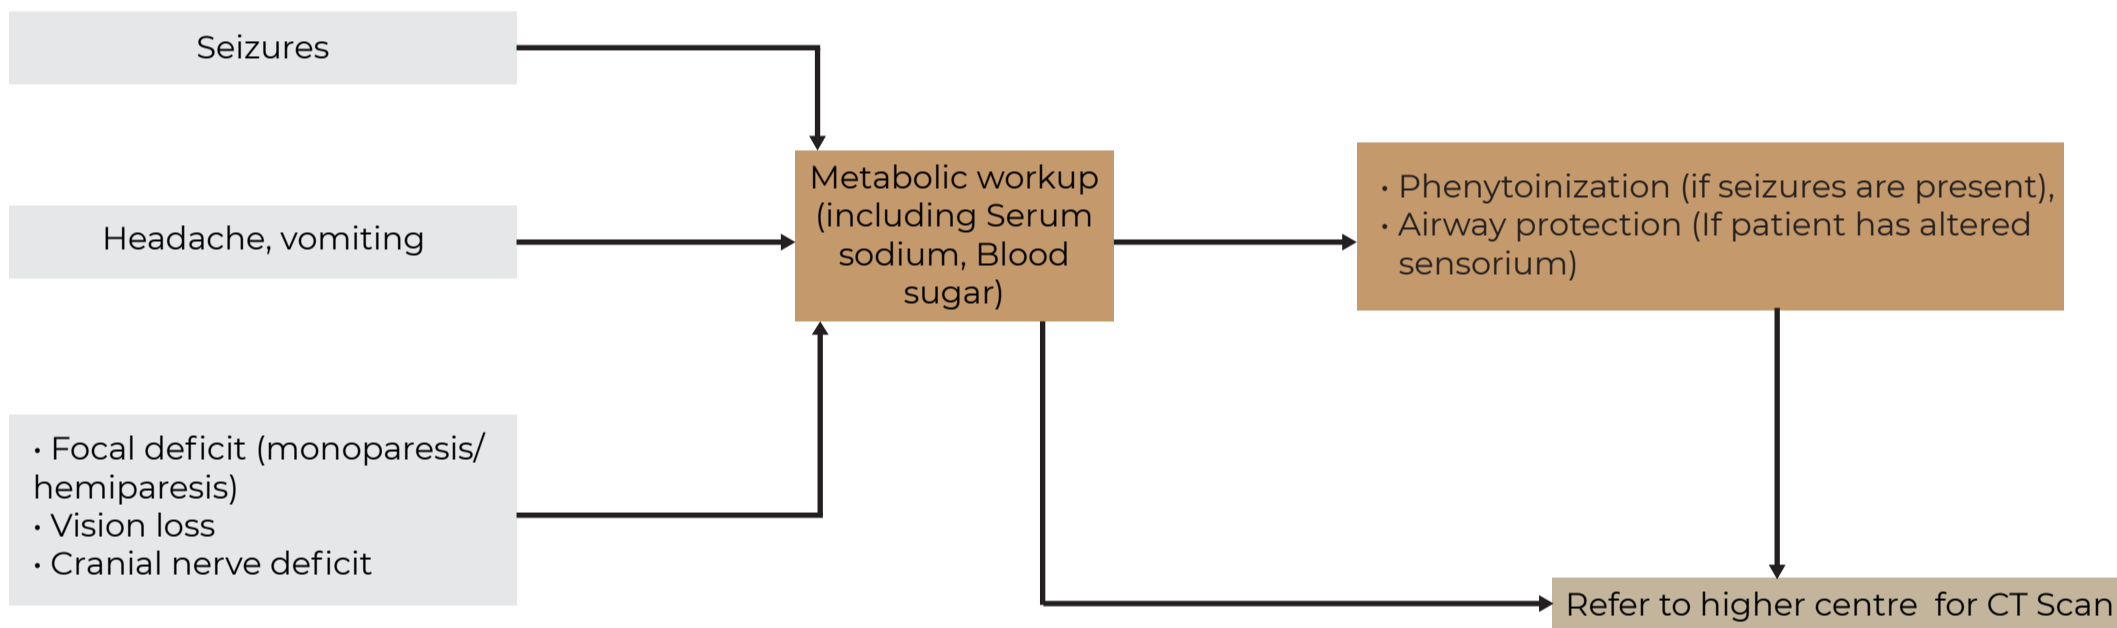 Seizures
Headache, vomiting
• Focal deficit (monoparesis/
hemiparesis)
• Vision loss
• Cranial nerve deficit
Metabolic workup
(including Serum
sodium, Blood
sugar)
• Phenytoinization (if seizures are present),
• Airway protection (If patient has altered
sensorium)
Refer to higher centre for CT Scan